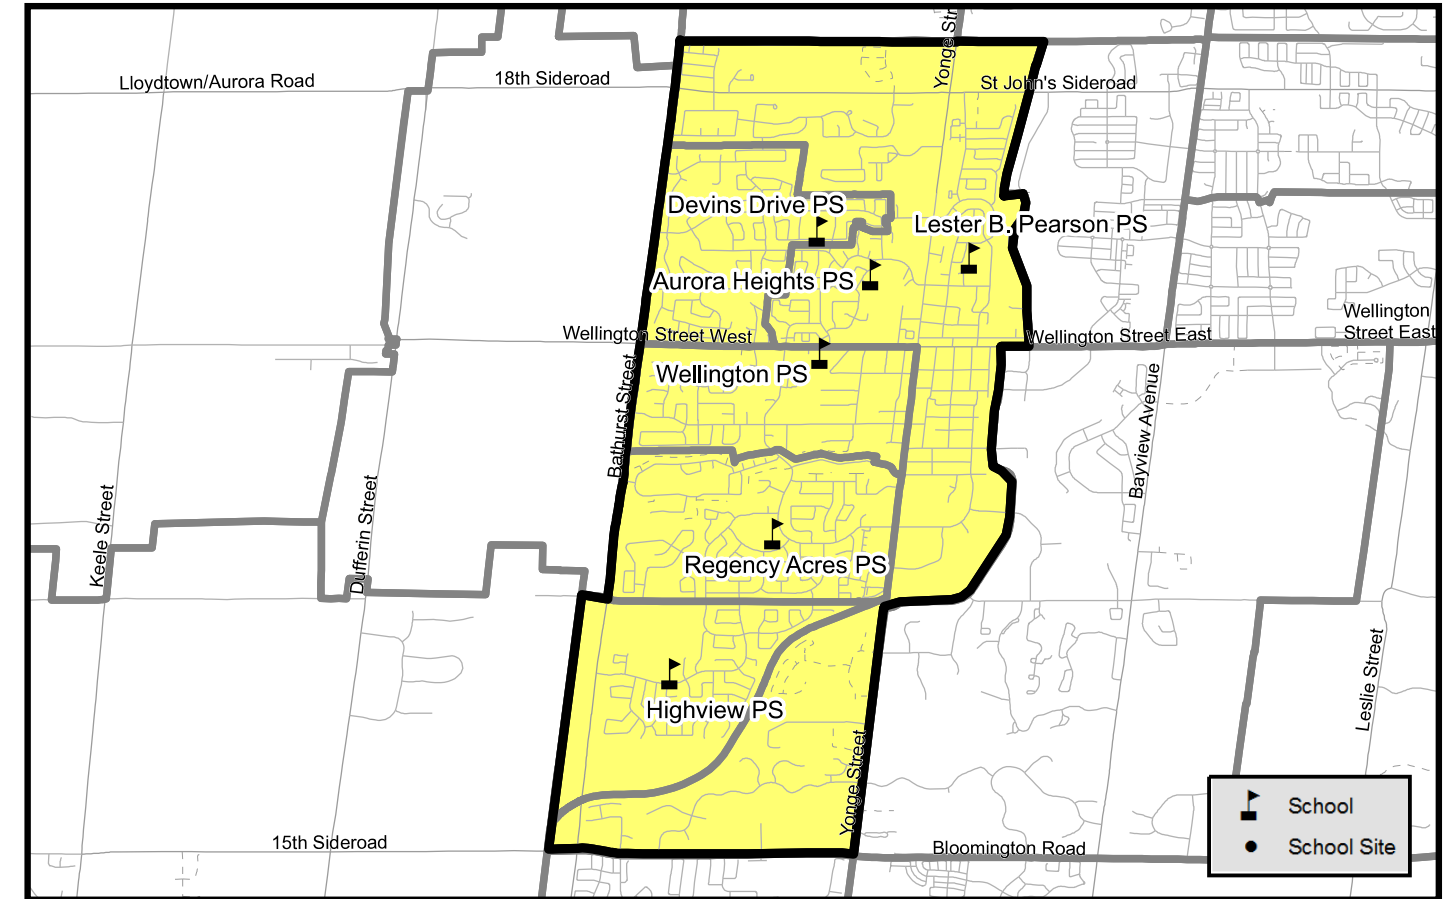 Yonge Str
Lloydtown/Aurora Road
18th Sideroad
St John's Sideroad
Devins Drive PS
Lester B. Pearson PS
Aurora Heights PS
Wellington Street West
Wellington Street East
Wellington
Street East
Wellington PS
Bathurst Street
Bayview Avenue
Keele Street
Dufferin Street
Regency Acres PS
Highview PS
Leslie Street
Yonge Street
15th Sideroad
Bloomington Road
School
School Site